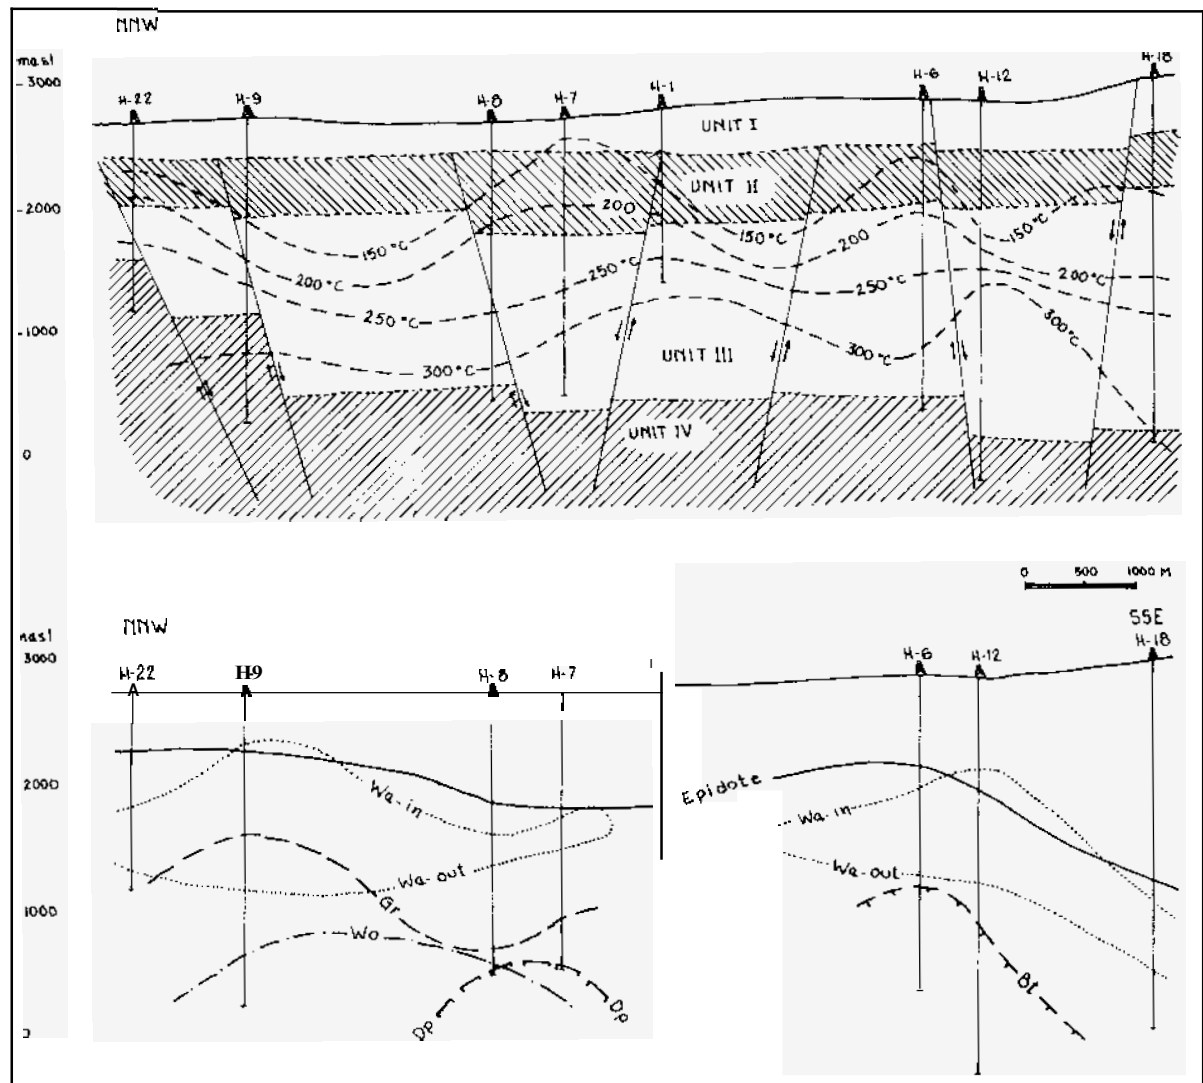 NNW
masl
3000
H-22 H-9 H-8 H-7 H-1 H-6 H-12 H-18
UNIT I
UNIT II
2000
150°C 200 150°C 200 150°C
200°C 250°C 250°C 200°C
250°C
1000
300°C UNIT III 300°C 300°C
UNIT IV
0
0 500 1000 M
NNW
SSE
masl
3000
H-22 H9 H-8 H-7 H-6 H-12 H-18
2000
Wa-in Epidote Wa-in
Wa-out Wa-out
Gr
1000
Wo
Bt
Dp Dp